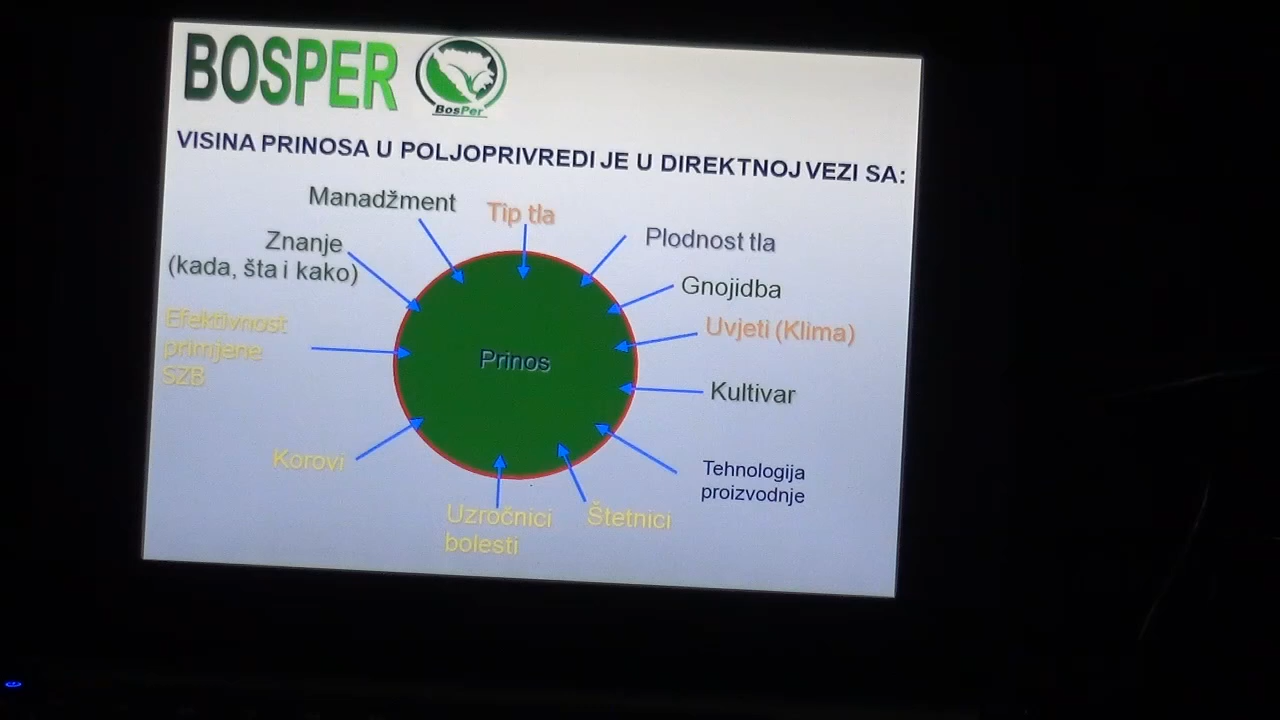 BOSPER
BosPer
VISINA PRINOSA U POLJOPRIVREDI JE U DIREKTNOJ VEZI SA:
Manadžment
Tip tla
Plodnost tla
Znanje
(kada, šta i kako)
Gnojidba
Efektivnost
primjene
SZB
Uvjeti (Klima)
Prinos
Kultivar
Korovi
Tehnologija
proizvodnje
Uzročnici
bolesti
Štetnici